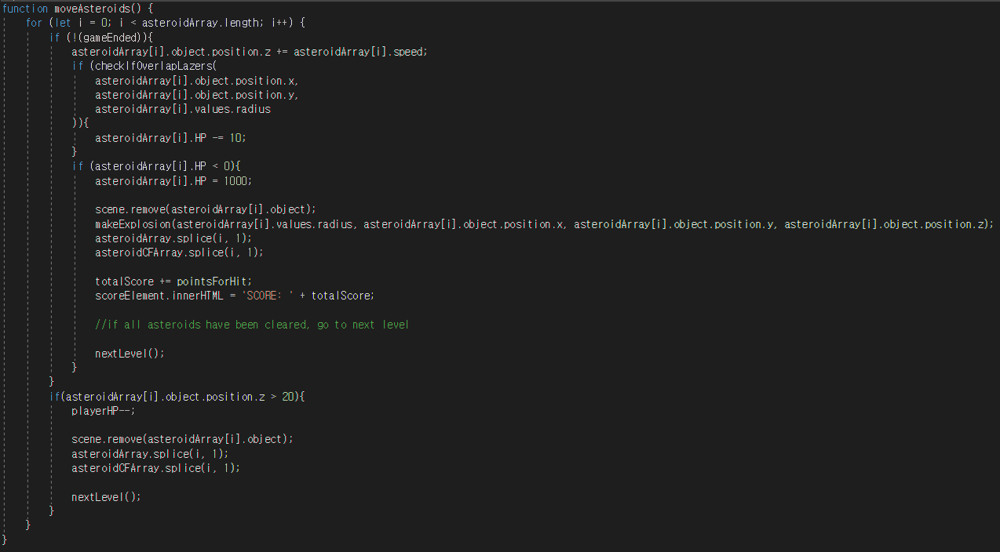 function moveAsteroids() {
for (let i = 0; i < asteroidArray.length; i++) {
if (!(gameEnded)){
asteroidArray[i].object.position.z += asteroidArray[i].speed;
if (checkIfOverlapLazers(
asteroidArray[i].object.position.x,
asteroidArray[i].object.position.y,
asteroidArray[i].values.radius
)){
asteroidArray[i].HP -= 10;
}
if (asteroidArray[i].HP < 0){
asteroidArray[i].HP = 1000;
scene.remove(asteroidArray[i].object);
makeExplosion(asteroidArray[i].values.radius, asteroidArray[i].object.position.x, asteroidArray[i].object.position.y, asteroidArray[i].object.position.z);
asteroidArray.splice(i, 1);
asteroidCFArray.splice(i, 1);
totalScore += pointsForHit;
scoreElement.innerHTML = 'SCORE: ' + totalScore;
//if all asteroids have been cleared, go to next level
nextLevel();
}
}
if(asteroidArray[i].object.position.z > 20){
playerHP--;
scene.remove(asteroidArray[i].object);
asteroidArray.splice(i, 1);
asteroidCFArray.splice(i, 1);
nextLevel();
}
}
}